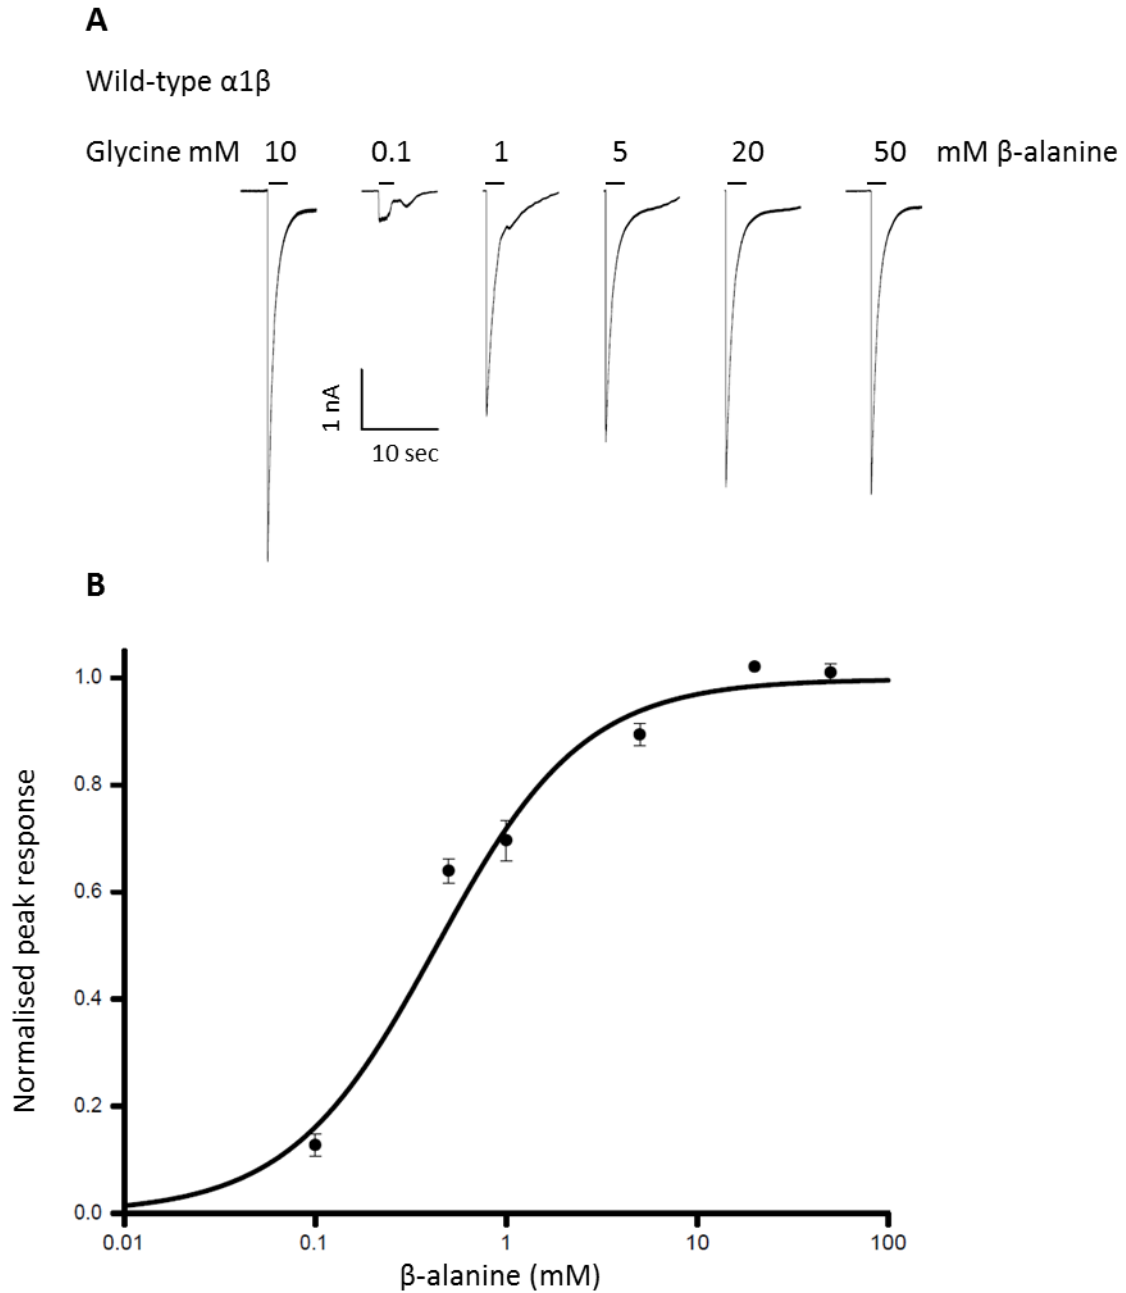 A
Wild-type α1β
Glycine mM 10 0.1 1 5 20 50 mM β-alanine
1 nA
10 sec
B
Normalised peak response
1.0
0.8
0.6
0.4
0.2
0.0
0.01 0.1 1 10 100
β-alanine (mM)